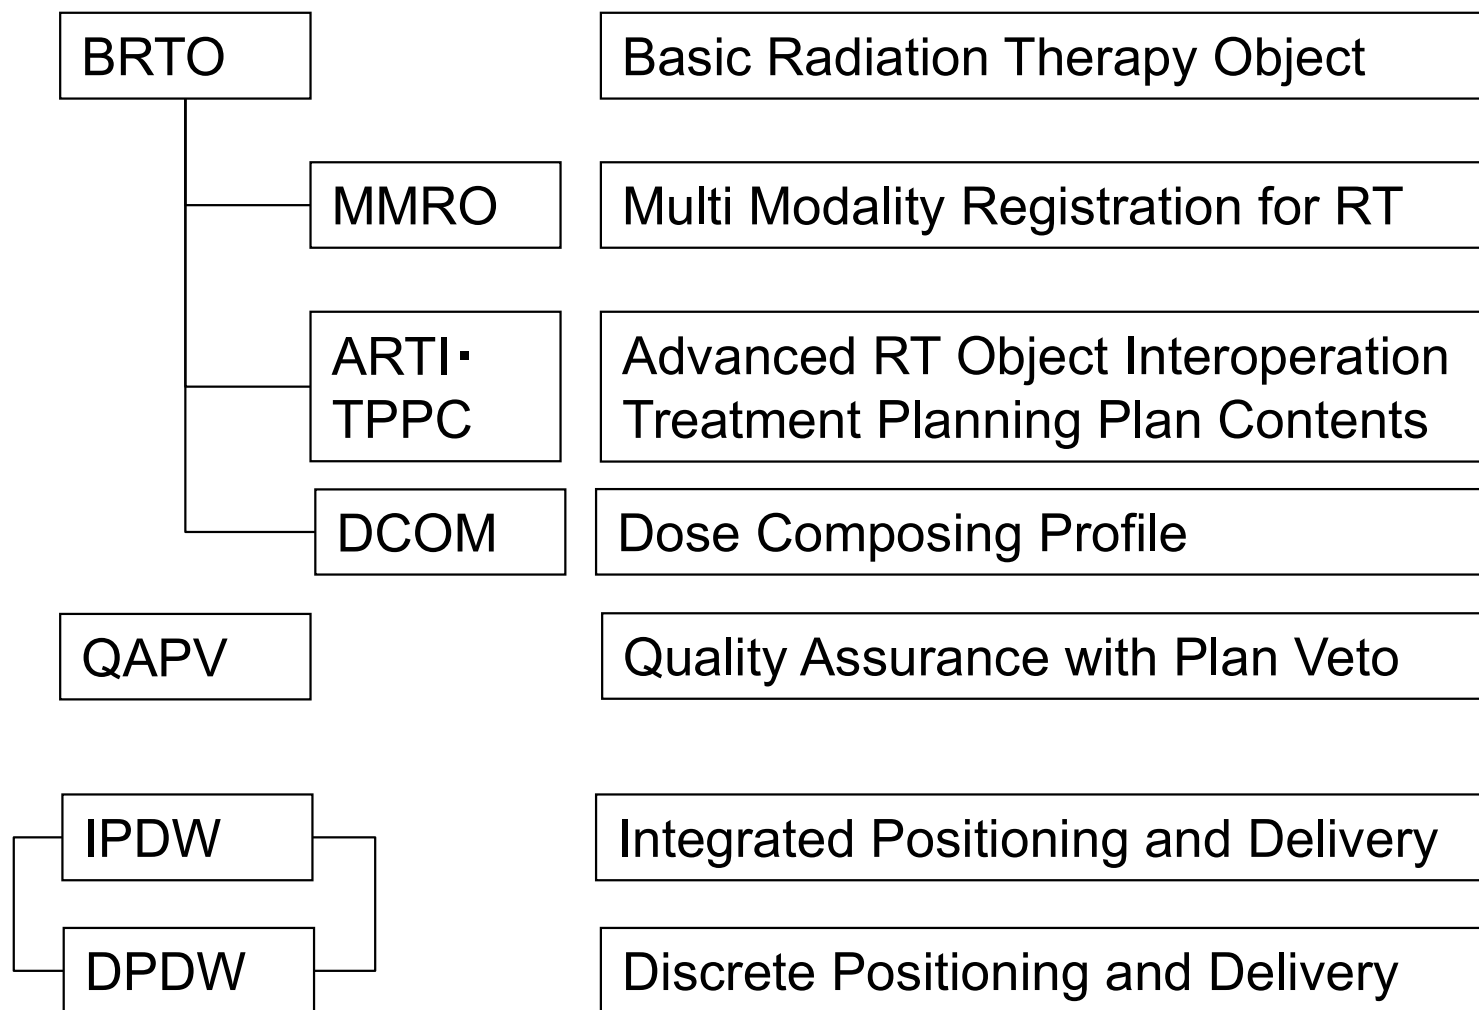 BRTO
Basic Radiation Therapy Object
MMRO
Multi Modality Registration for RT
ARTI･
TPPC
Advanced RT Object Interoperation
Treatment Planning Plan Contents
DCOM
Dose Composing Profile
QAPV
Quality Assurance with Plan Veto
IPDW
Integrated Positioning and Delivery
DPDW
Discrete Positioning and Delivery